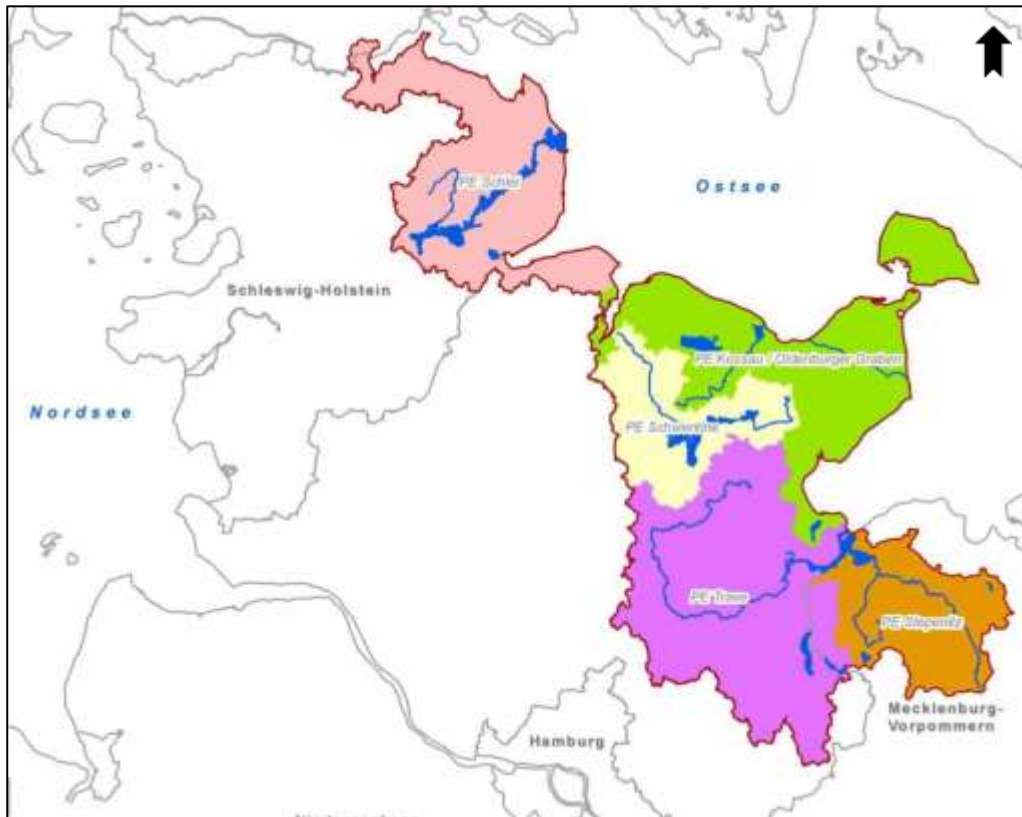 PE Schlei
Ostsee
Schleswig-Holstein
PE Kossau / Oldenburger Graben
Nordsee
PE Schwentine
PE Trave
PE Stepenitz
Mecklenburg-
Vorpommern
Hamburg